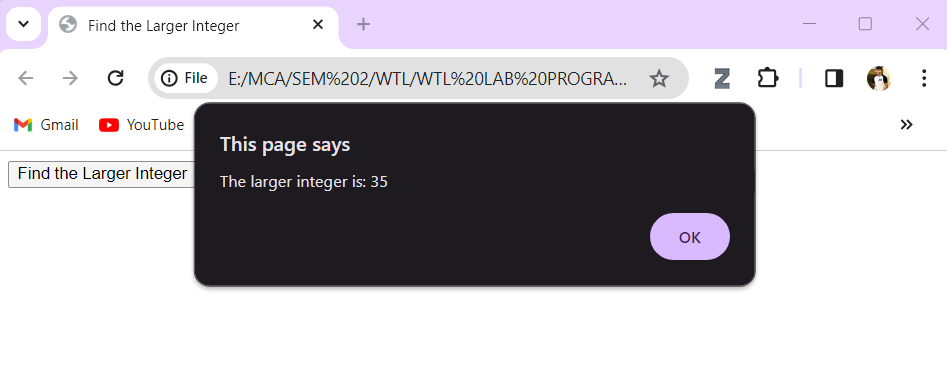 Find the Larger Integer
File E:/MCA/SEM%202/WTL/WTL%20LAB%20PROGRA...
Gmail YouTube
This page says
The larger integer is: 35
OK
Find the Larger Integer